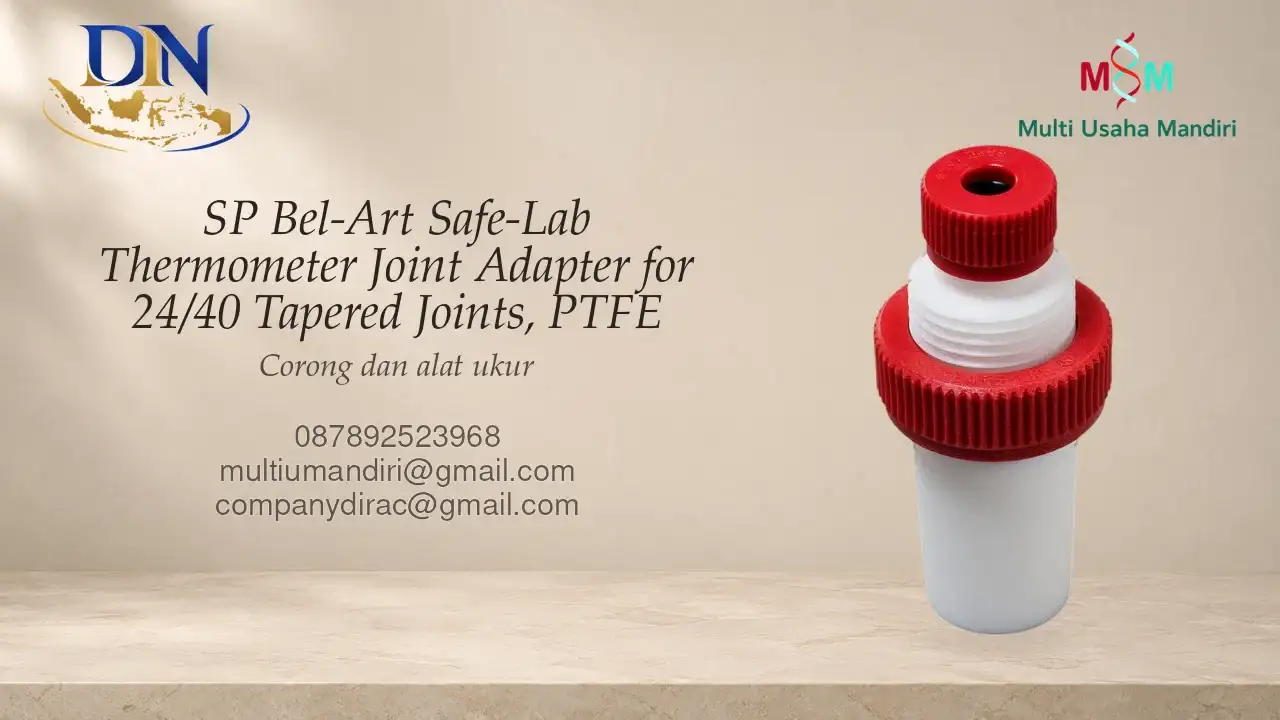 DN
MSM
Multi Usaha Mandiri
SP Bel-Art Safe-Lab
Thermometer Joint Adapter for
24/40 Tapered Joints, PTFE
Corong dan alat ukur
087892523968
multiumandiri@gmail.com
companydirac@gmail.com